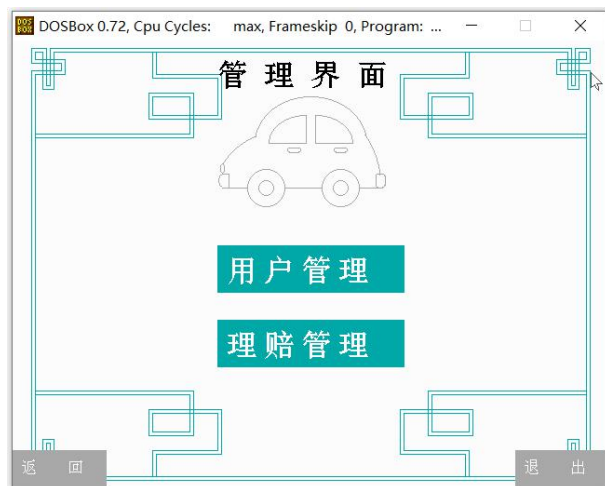 DOSBox 0.72, Cpu Cycles: max, Frameskip 0, Program: ...
管理界面
用户管理
理赔管理
返回
退出